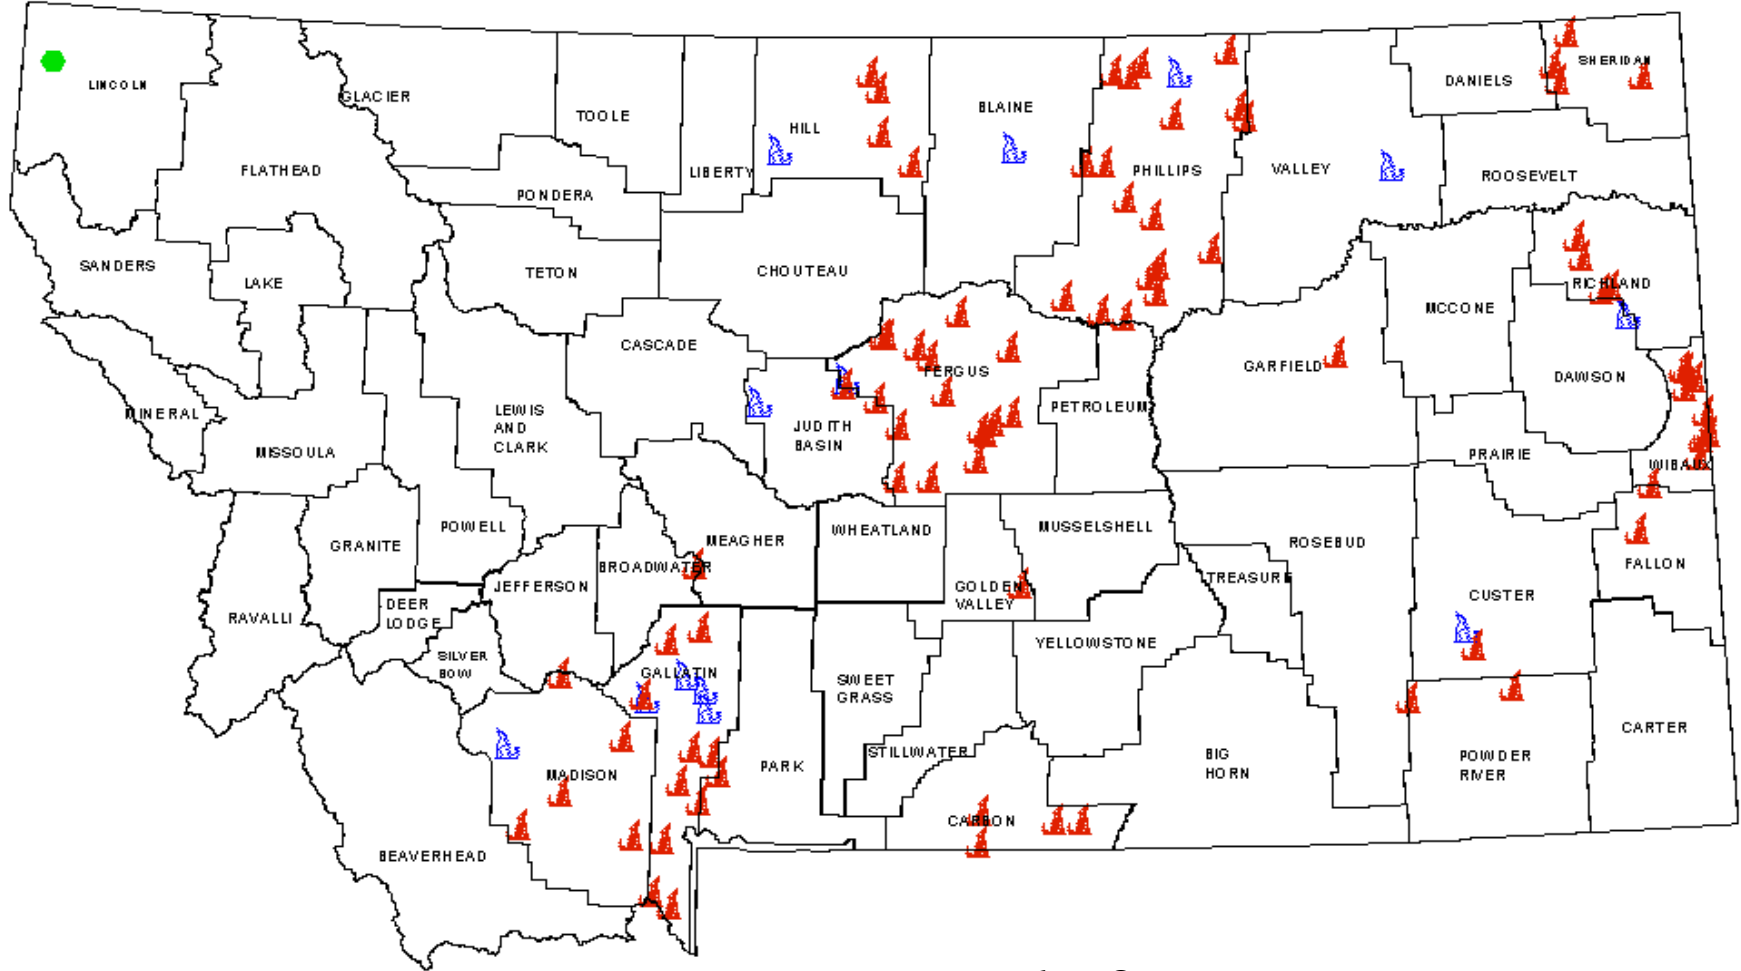 LINCOLN
GLACIER
TOOLE
HILL
BLAINE
DANIELS
SHERIDAN
FLATHEAD
LIBERTY
PHILLIPS
VALLEY
ROOSEVELT
PONDERA
SANDERS
LAKE
TETON
CHOUTEAU
RICHLAND
MCCONE
CASCADE
GARFIELD
DAWSON
FERGUS
MINERAL
LEWIS
AND
CLARK
JUDITH
BASIN
PETROLEUM
MISSOULA
PRAIRIE
WIBAUX
POWELL
GRANITE
MEAGHER
WHEATLAND
MUSSELSHELL
ROSEBUD
BROADWATER
JEFFERSON
GOLDEN
VALLEY
TREASURE
FALLON
CUSTER
RAVALLI
DEER
LODGE
SILVER
BOW
GALLATIN
SWEET
GRASS
YELLOWSTONE
STILLWATER
CARTER
MADISON
PARK
BIG
HORN
POWDER
RIVER
CARBON
BEAVERHEAD